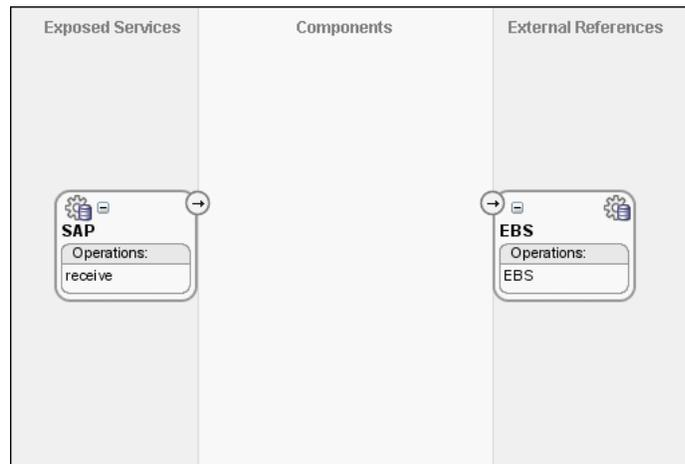 Exposed Services
Components
External References
SAP
Operations:
receive
EBS
Operations:
EBS